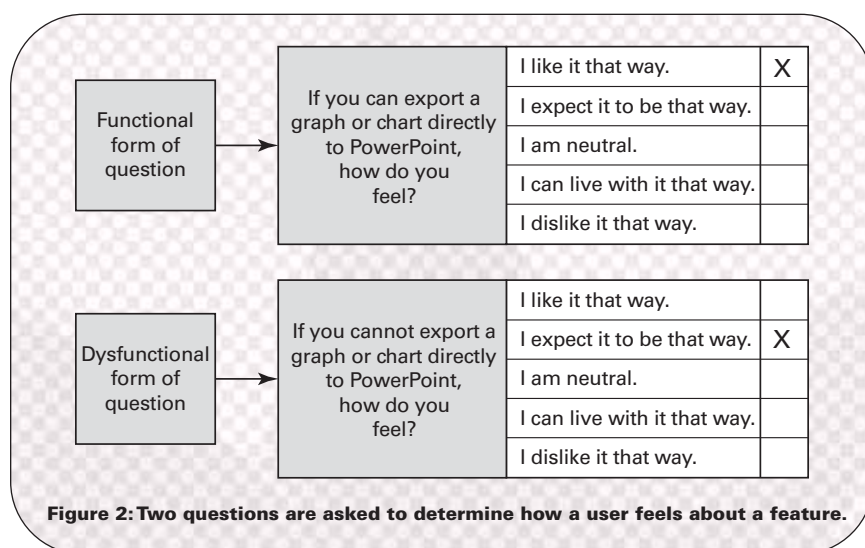 Functional
form of
question
If you can export a
graph or chart directly
to PowerPoint,
how do you
feel?
I like it that way. X
I expect it to be that way.
I am neutral.
I can live with it that way.
I dislike it that way.
Dysfunctional
form of
question
If you cannot export a
graph or chart directly
to PowerPoint,
how do you
feel?
I like it that way.
I expect it to be that way. X
I am neutral.
I can live with it that way.
I dislike it that way.
Figure 2: Two questions are asked to determine how a user feels about a feature.